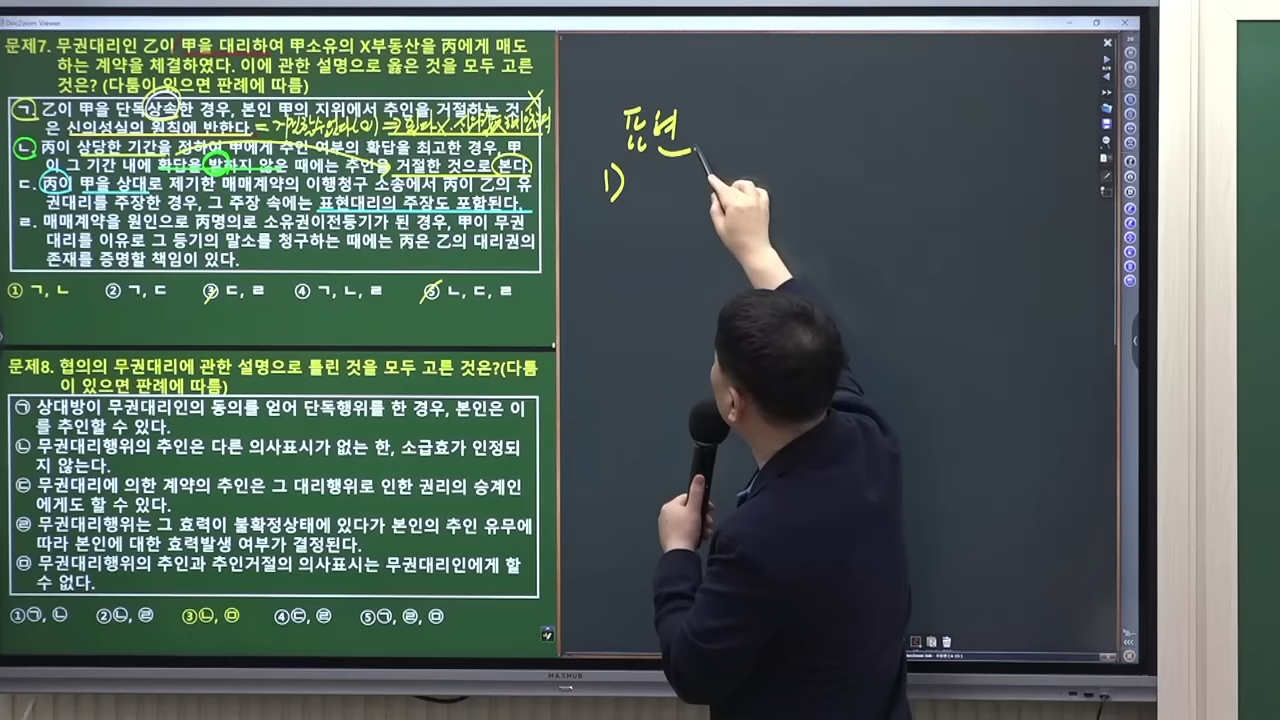 DocZoom Viewer
문제7. 무권대리인 乙이 甲을 대리하여 甲소유의 X부동산을 丙에게 매도
하는 계약을 체결하였다. 이에 관한 설명으로 옳은 것을 모두 고른
것은? (다툼이 있으면 판례에 따름)
ㄱ. 乙이 甲을 단독상속한 경우, 본인 甲의 지위에서 추인을 거절하는 것
은 신의성실의 원칙에 반한다.
ㄴ. 丙이 상당한 기간을 정하여 甲에게 추인 여부의 확답을 최고한 경우, 甲
이 그 기간 내에 확답을 발하지 않은 때에는 추인을 거절한 것으로 본다.
ㄷ. 丙이 甲을 상대로 제기한 매매계약의 이행청구 소송에서 丙이 乙의 유
권대리를 주장한 경우, 그 주장 속에는 표현대리의 주장도 포함된다.
ㄹ. 매매계약을 원인으로 丙명의로 소유권이전등기가 된 경우, 甲이 무권
대리를 이유로 그 등기의 말소를 청구하는 때에는 丙은 乙의 대리권의
존재를 증명할 책임이 있다.
① ㄱ, ㄴ ② ㄱ, ㄷ ③ ㄷ, ㄹ ④ ㄱ, ㄴ, ㄹ ⑤ ㄴ, ㄷ, ㄹ
문제8. 협의의 무권대리에 관한 설명으로 틀린 것을 모두 고른 것은?(다툼
이 있으면 판례에 따름)
㉠ 상대방이 무권대리인의 동의를 얻어 단독행위를 한 경우, 본인은 이
를 추인할 수 있다.
㉡ 무권대리행위의 추인은 다른 의사표시가 없는 한, 소급효가 인정되
지 않는다.
㉢ 무권대리에 의한 계약의 추인은 그 대리행위로 인한 권리의 승계인
에게도 할 수 있다.
㉣ 무권대리행위는 그 효력이 불확정상태에 있다가 본인의 추인 유무에
따라 본인에 대한 효력발생 여부가 결정된다.
㉤ 무권대리행위의 추인과 추인거절의 의사표시는 무권대리인에게 할
수 없다.
①㉠, ㉡ ②㉡, ㉣ ③㉡, ㉤ ④㉢, ㉣ ⑤㉠, ㉣, ㉤
표현
1)
MAXHUB